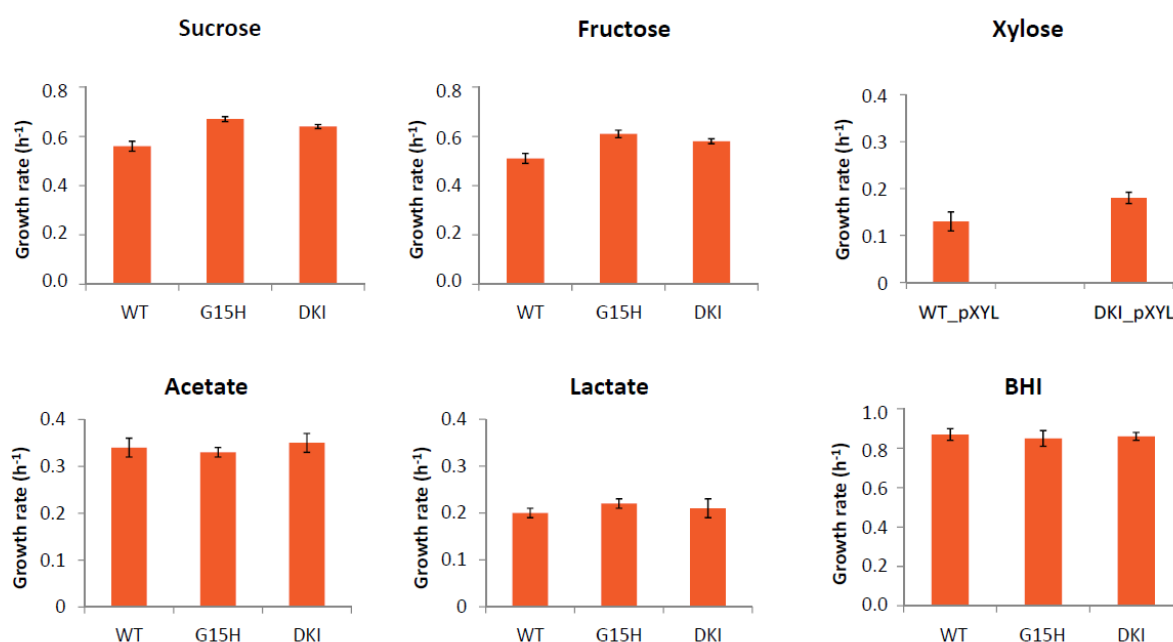 Sucrose
Growth rate (h⁻¹)
0.8
0.6
0.4
0.2
0.0
WT G15H DKI
Fructose
Growth rate (h⁻¹)
0.8
0.6
0.4
0.2
0.0
WT G15H DKI
Xylose
Growth rate (h⁻¹)
0.4
0.3
0.2
0.1
0
WT_pXYL DKI_pXYL
Acetate
Growth rate (h⁻¹)
0.4
0.3
0.2
0.1
0
WT G15H DKI
Lactate
Growth rate (h⁻¹)
0.4
0.3
0.2
0.1
0
WT G15H DKI
BHI
Growth rate (h⁻¹)
1.0
0.8
0.6
0.4
0.2
0.0
WT G15H DKI